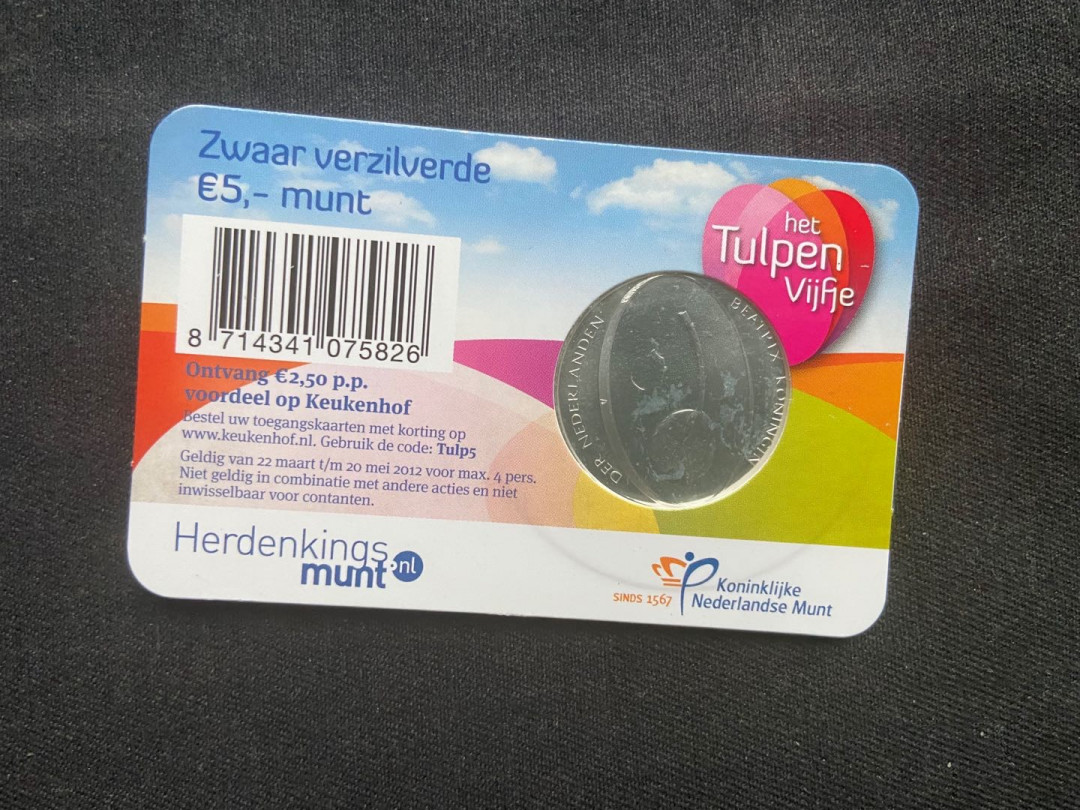 Zwaar verzilverde
€5,- munt
het
Tulpen
Vijfje
8 714341 075826
Ontvang €2,50 p.p.
voordeel op Keukenhof
Bestel uw toegangskaarten met korting op
www.keukenhof.nl. Gebruik de code: Tulp5
Geldig van 22 maart t/m 20 mei 2012 voor max. 4 pers.
Niet geldig in combinatie met andere acties en niet
inwisselbaar voor contanten.
BEATRIX KONINGIN
DER NEDERLANDEN
Herdenkings
munt.nl
SINDS 1567
Koninklijke
Nederlandse Munt